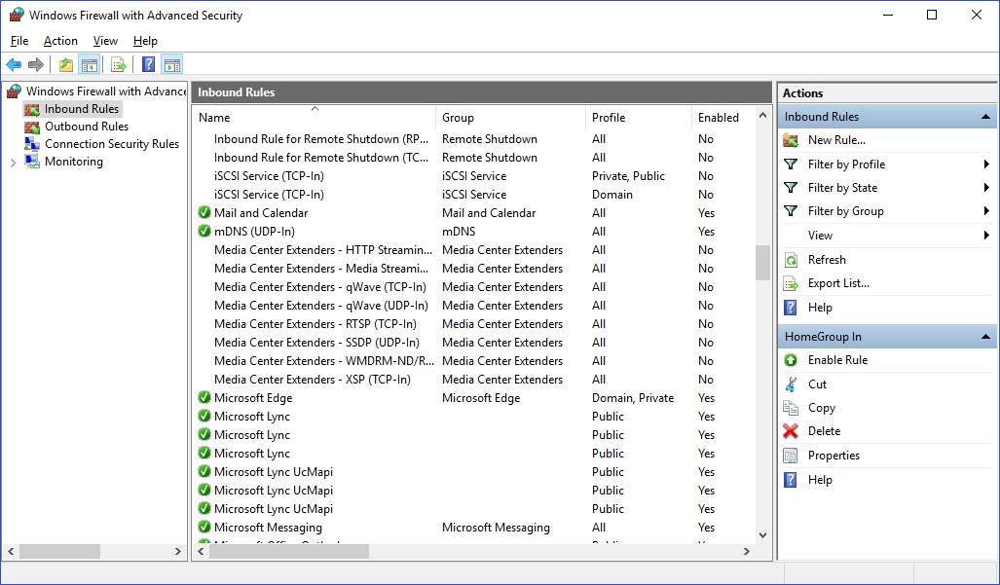 Windows Firewall with Advanced Security
File Action View Help
Windows Firewall with Advance
Inbound Rules
Outbound Rules
Connection Security Rules
Monitoring
Inbound Rules
Name Group Profile Enabled
Inbound Rule for Remote Shutdown (RP... Remote Shutdown All No
Inbound Rule for Remote Shutdown (TC... Remote Shutdown All No
iSCSI Service (TCP-In) iSCSI Service Private, Public No
iSCSI Service (TCP-In) iSCSI Service Domain No
Mail and Calendar Mail and Calendar All Yes
mDNS (UDP-In) mDNS All Yes
Media Center Extenders - HTTP Streamin... Media Center Extenders All No
Media Center Extenders - Media Streami... Media Center Extenders All No
Media Center Extenders - qWave (TCP-In) Media Center Extenders All No
Media Center Extenders - qWave (UDP-In) Media Center Extenders All No
Media Center Extenders - RTSP (TCP-In) Media Center Extenders All No
Media Center Extenders - SSDP (UDP-In) Media Center Extenders All No
Media Center Extenders - WMDRM-ND/R... Media Center Extenders All No
Media Center Extenders - XSP (TCP-In) Media Center Extenders All No
Microsoft Edge Microsoft Edge Domain, Private Yes
Microsoft Lync Public Yes
Microsoft Lync Public Yes
Microsoft Lync Public Yes
Microsoft Lync UcMapi Public Yes
Microsoft Lync UcMapi Public Yes
Microsoft Lync UcMapi Public Yes
Microsoft Messaging Microsoft Messaging All Yes
Actions
Inbound Rules
New Rule...
Filter by Profile
Filter by State
Filter by Group
View
Refresh
Export List...
Help
HomeGroup In
Enable Rule
Cut
Copy
Delete
Properties
Help